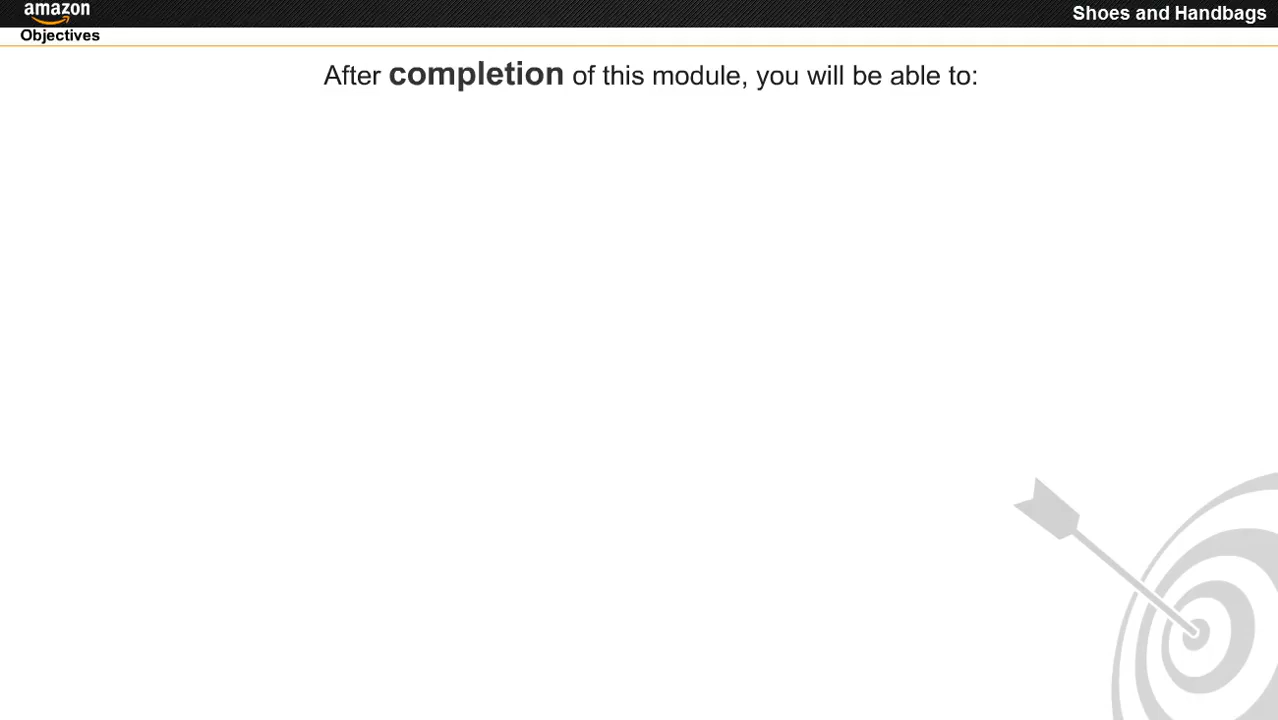 amazon
Shoes and Handbags
Objectives
After completion of this module, you will be able to: